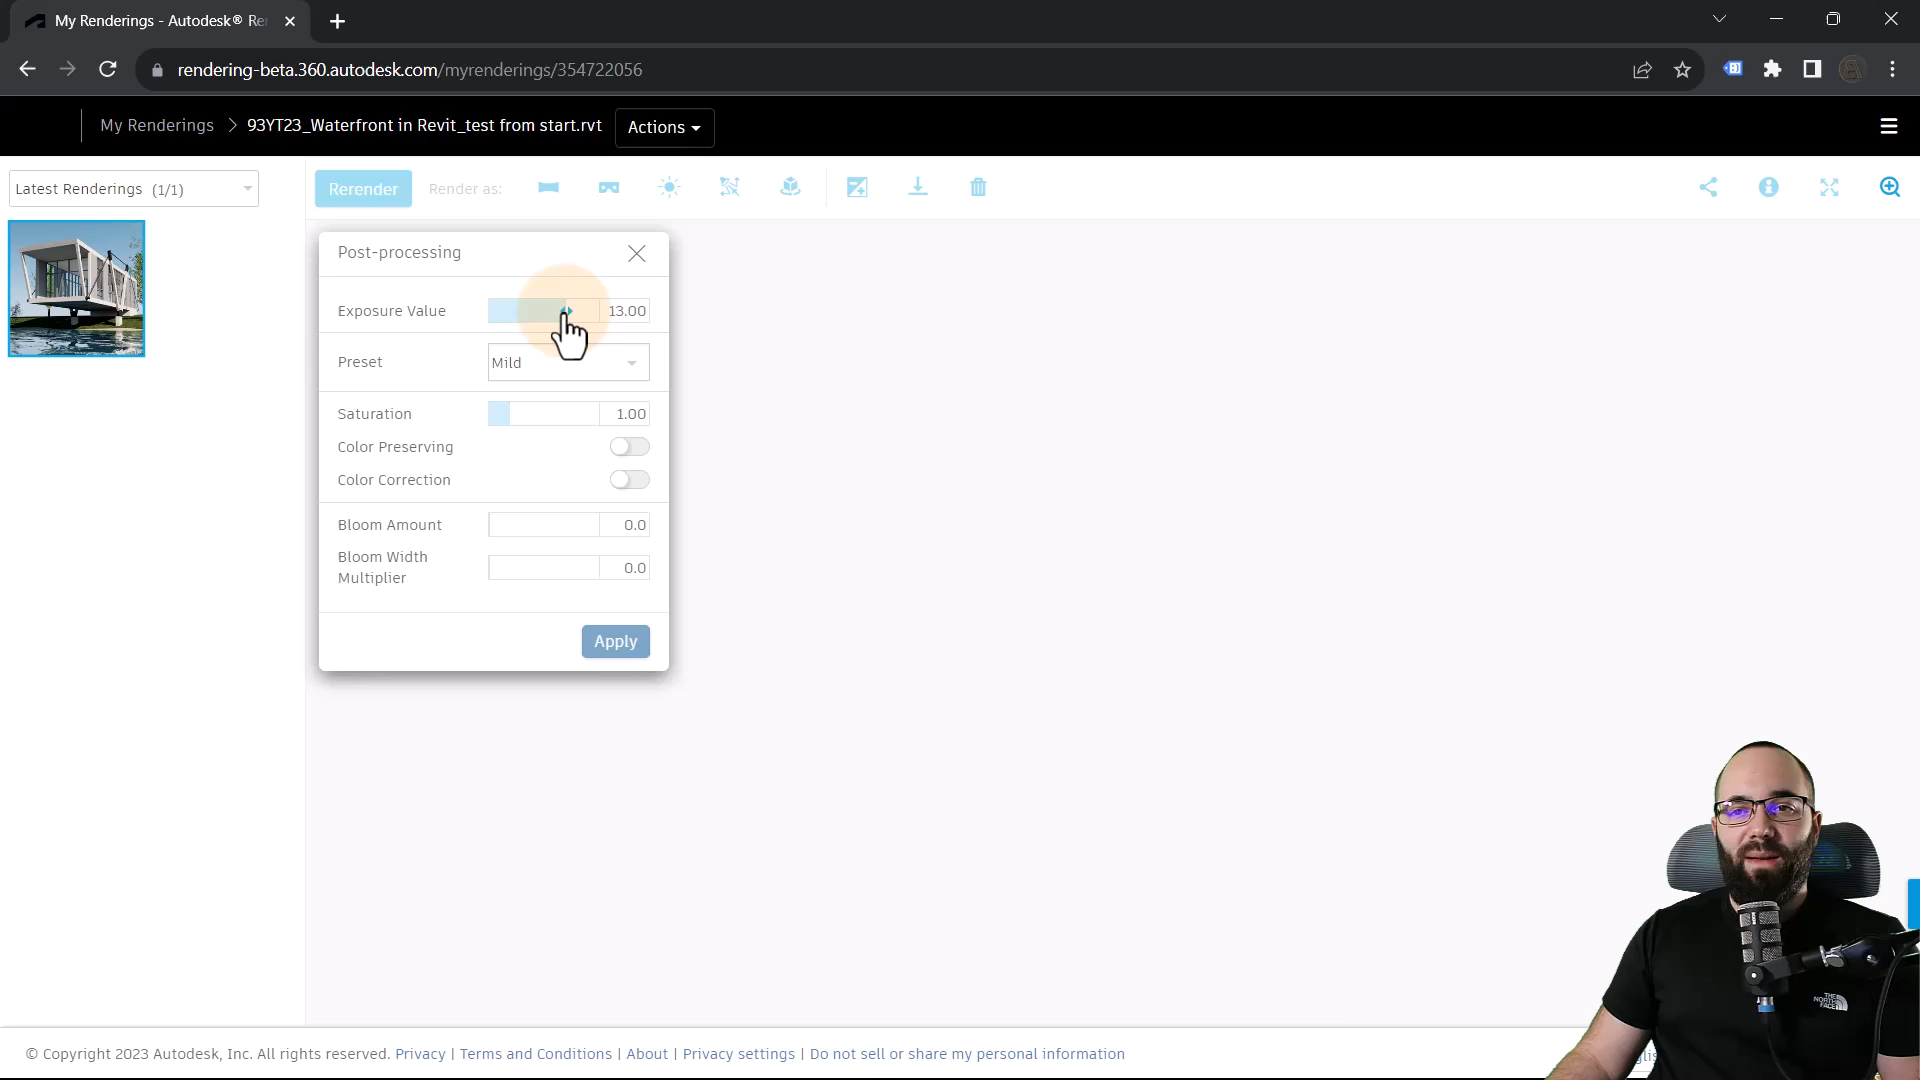 My Renderings - Autodesk® Re
rendering-beta.360.autodesk.com/myrenderings/354722056
My Renderings > 93YT23_Waterfront in Revit_test from start.rvt Actions
Latest Renderings (1/1)
Rerender Render as:
Post-processing
Exposure Value 13.00
Preset Mild
Saturation 1.00
Color Preserving
Color Correction
Bloom Amount 0.0
Bloom Width
Multiplier 0.0
Apply
THE NORTH FACE
© Copyright 2023 Autodesk, Inc. All rights reserved. Privacy | Terms and Conditions | About | Privacy settings | Do not sell or share my personal information